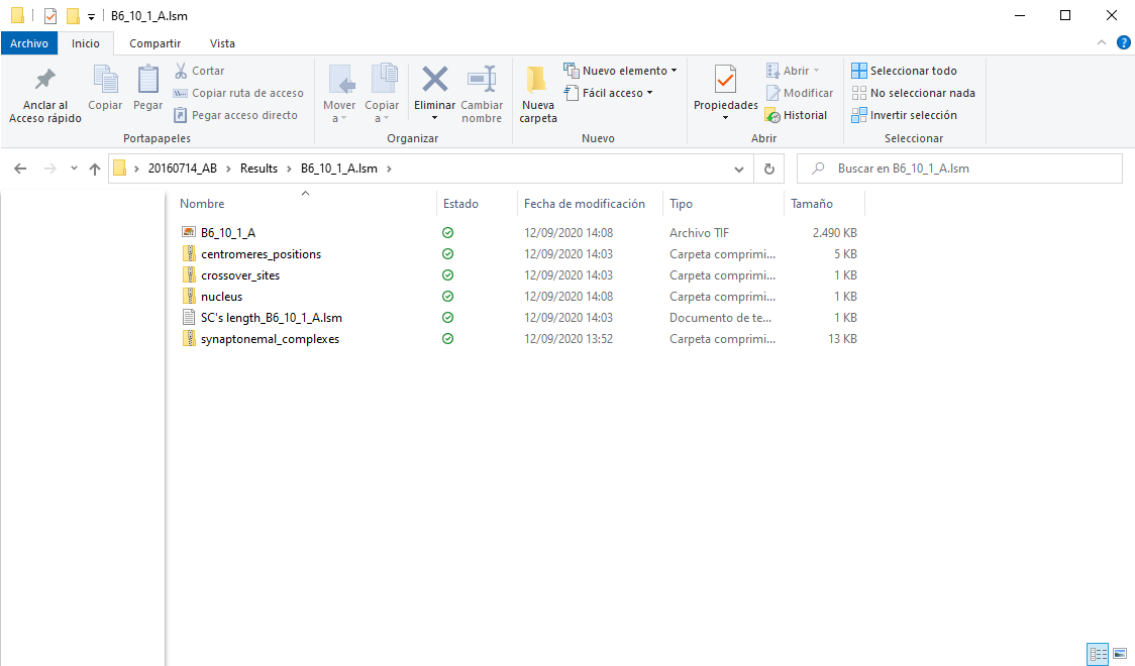 B6_10_1_A.lsm
Archivo Inicio Compartir Vista
Anclar al Acceso rápido
Copiar
Pegar
Cortar
Copiar ruta de acceso
Pegar acceso directo
Portapapeles
Mover a
Copiar a
Eliminar
Cambiar nombre
Organizar
Nueva carpeta
Nuevo elemento
Fácil acceso
Nuevo
Propiedades
Abrir
Modificar
Historial
Abrir
Seleccionar todo
No seleccionar nada
Invertir selección
Seleccionar
20160714_AB > Results > B6_10_1_A.lsm >
Buscar en B6_10_1_A.lsm
Nombre Estado Fecha de modificación Tipo Tamaño
B6_10_1_A 12/09/2020 14:08 Archivo TIF 2.490 KB
centromeres_positions 12/09/2020 14:03 Carpeta comprimi... 5 KB
crossover_sites 12/09/2020 14:03 Carpeta comprimi... 1 KB
nucleus 12/09/2020 14:08 Carpeta comprimi... 1 KB
SC's length_B6_10_1_A.lsm 12/09/2020 14:03 Documento de te... 1 KB
synaptonemal_complexes 12/09/2020 13:52 Carpeta comprimi... 13 KB